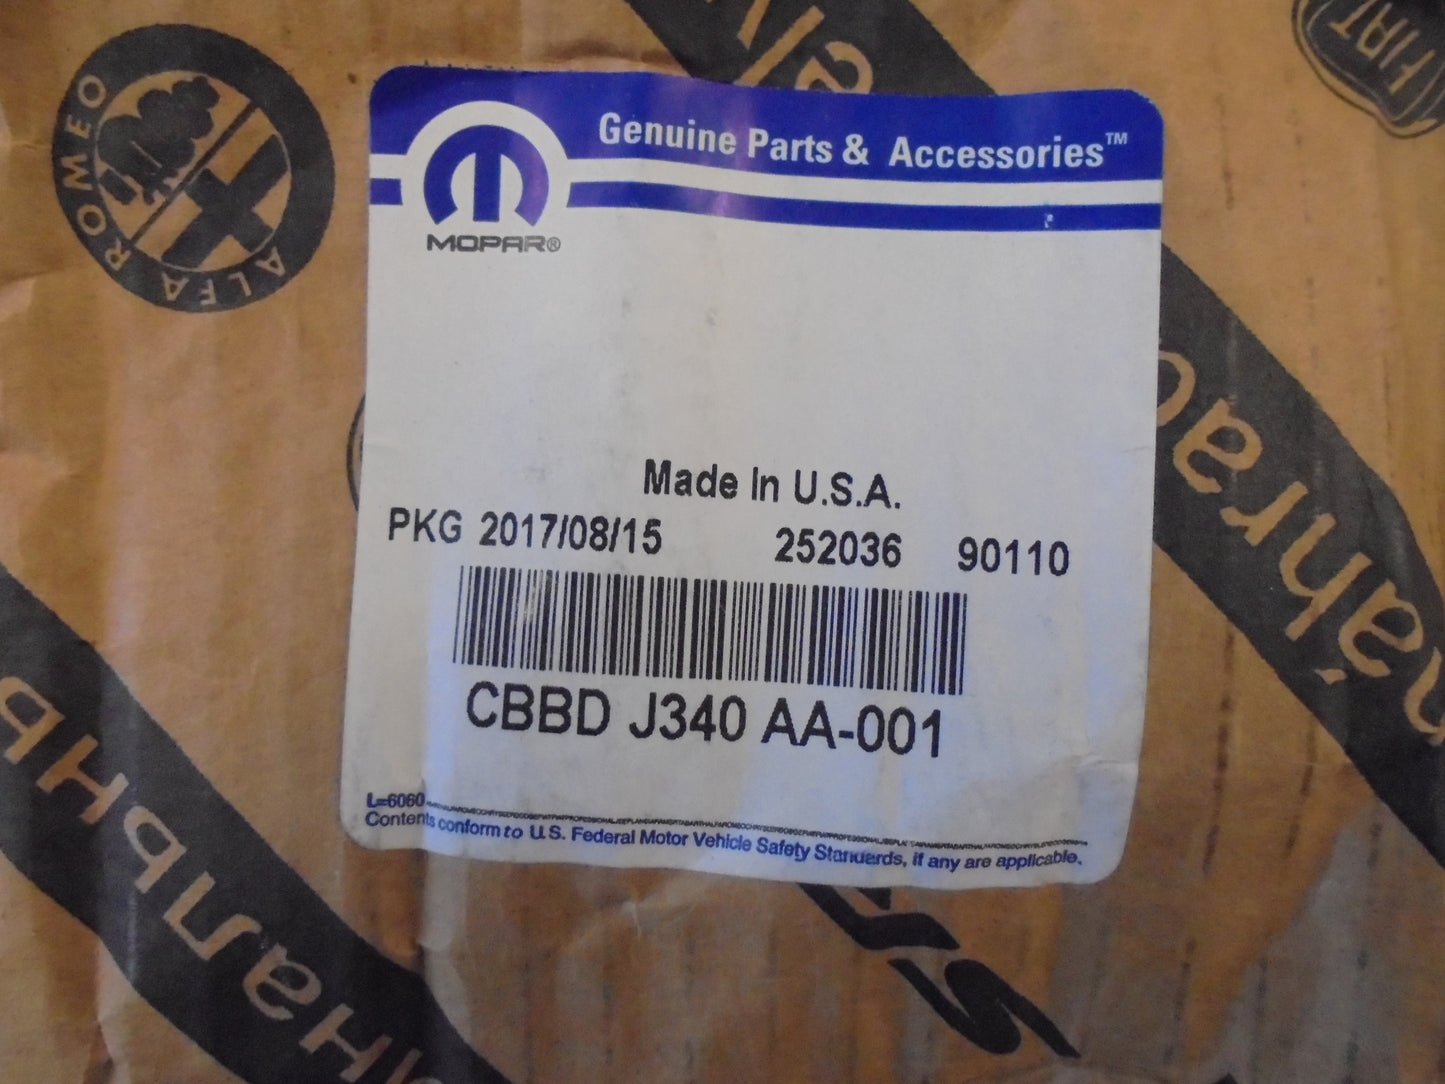 ALFA ROMEO
FIAT
Genuine Parts & Accessories™
MOPAR®
Made In U.S.A.
PKG 2017/08/15 252036 90110
CBBD J340 AA-001
L=6060
Contents conform to U.S. Federal Motor Vehicle Safety Standards, if any are applicable.